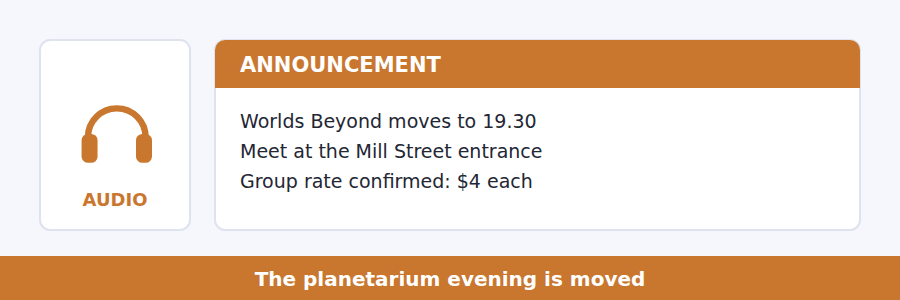 AUDIO
ANNOUNCEMENT
Worlds Beyond moves to 19.30
Meet at the Mill Street entrance
Group rate confirmed: $4 each
The planetarium evening is moved